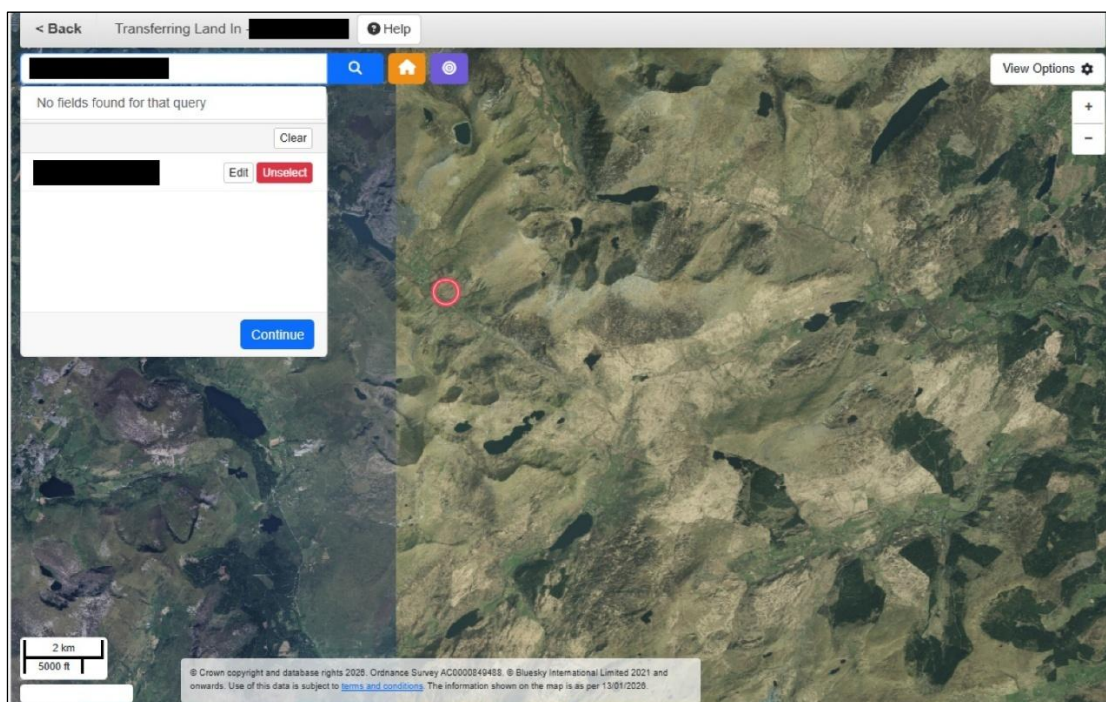 < Back Transferring Land In - Help
View Options
No fields found for that query
Clear
Edit Unselect
Continue
+
−
2 km
5000 ft
© Crown copyright and database rights 2026. Ordnance Survey AC0000849488. © Bluesky International Limited 2021 and
onwards. Use of this data is subject to terms and conditions. The information shown on the map is as per 13/01/2026.